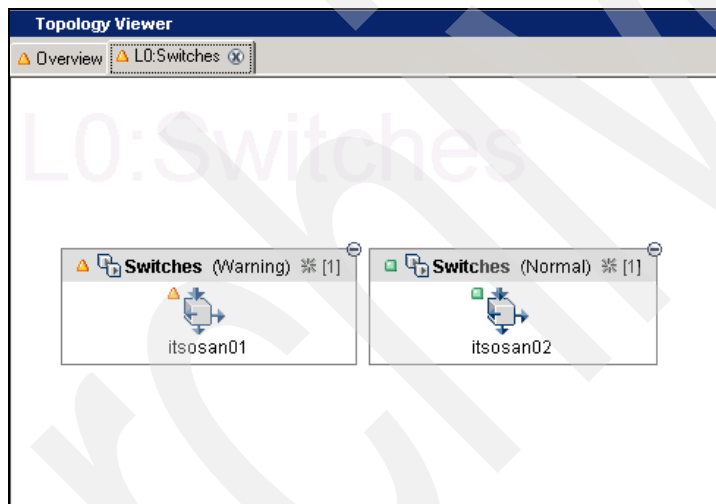 Topology Viewer
Overview
L0:Switches
L0:Switches
Switches (Warning) [1]
itsosan01
Switches (Normal) [1]
itsosan02